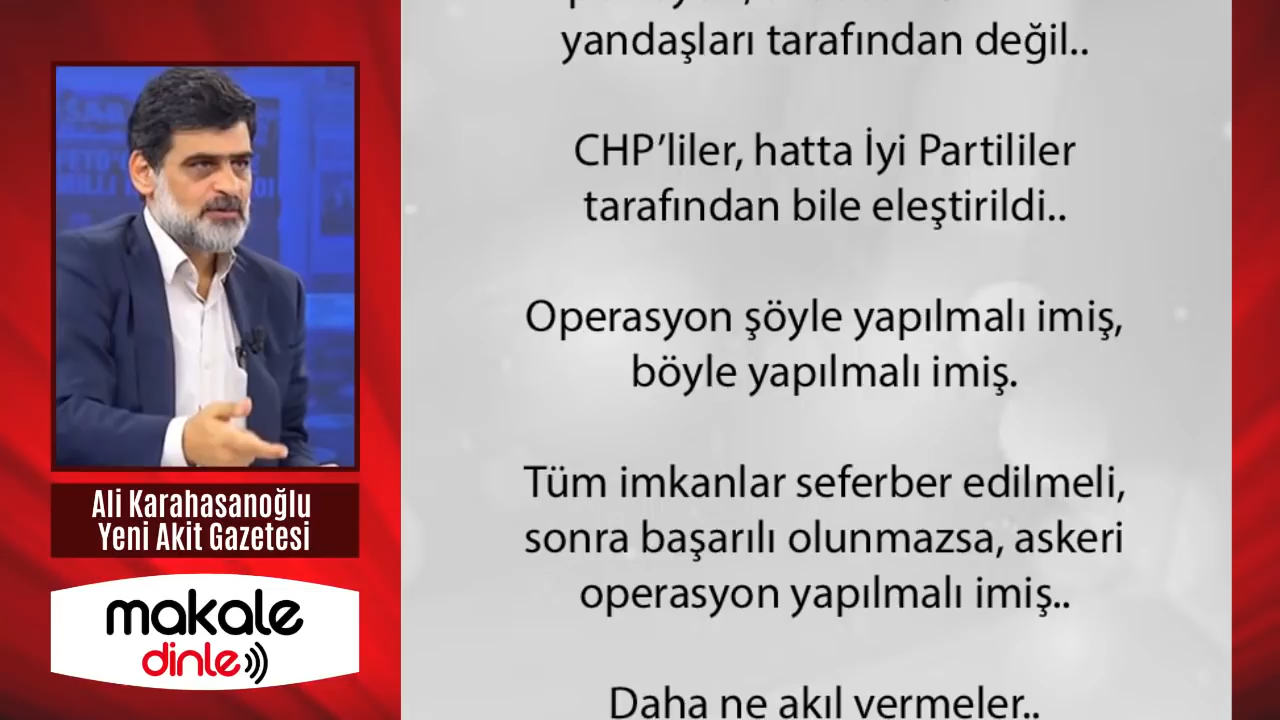 yandaşları tarafından değil..
CHP’liler, hatta İyi Partililer
tarafından bile eleştirildi..
Operasyon şöyle yapılmalı imiş,
böyle yapılmalı imiş.
Tüm imkanlar seferber edilmeli,
sonra başarılı olunmazsa, askeri
operasyon yapılmalı imiş..
Daha ne akıl vermeler..
Ali Karahasanoğlu
Yeni Akit Gazetesi
makale
dinle